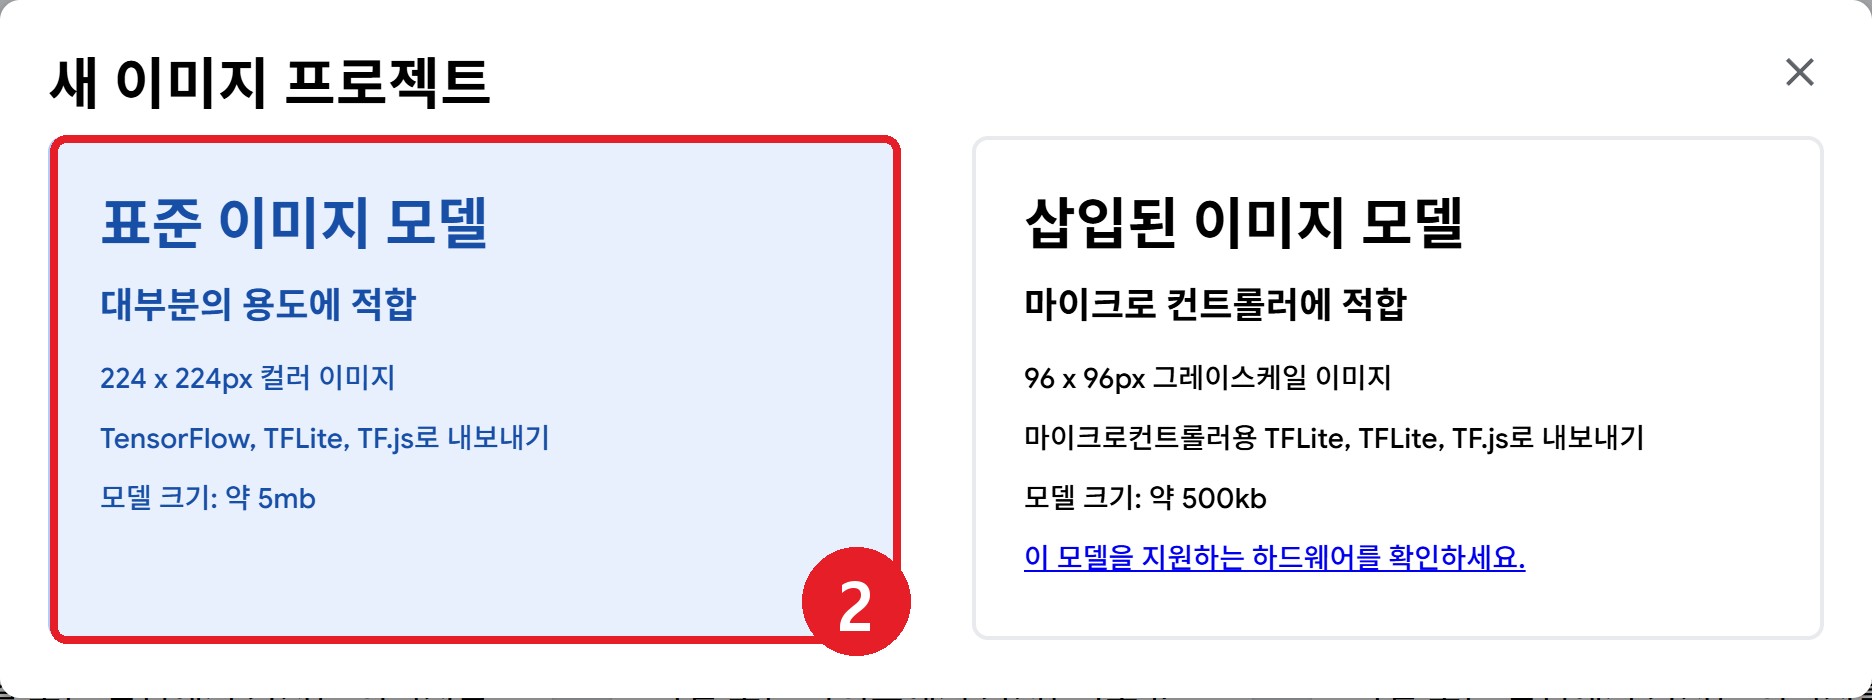 새 이미지 프로젝트
표준 이미지 모델
대부분의 용도에 적합
224 x 224px 컬러 이미지
TensorFlow, TFLite, TF.js로 내보내기
모델 크기: 약 5mb
2
삽입된 이미지 모델
마이크로 컨트롤러에 적합
96 x 96px 그레이스케일 이미지
마이크로컨트롤러용 TFLite, TFLite, TF.js로 내보내기
모델 크기: 약 500kb
이 모델을 지원하는 하드웨어를 확인하세요.